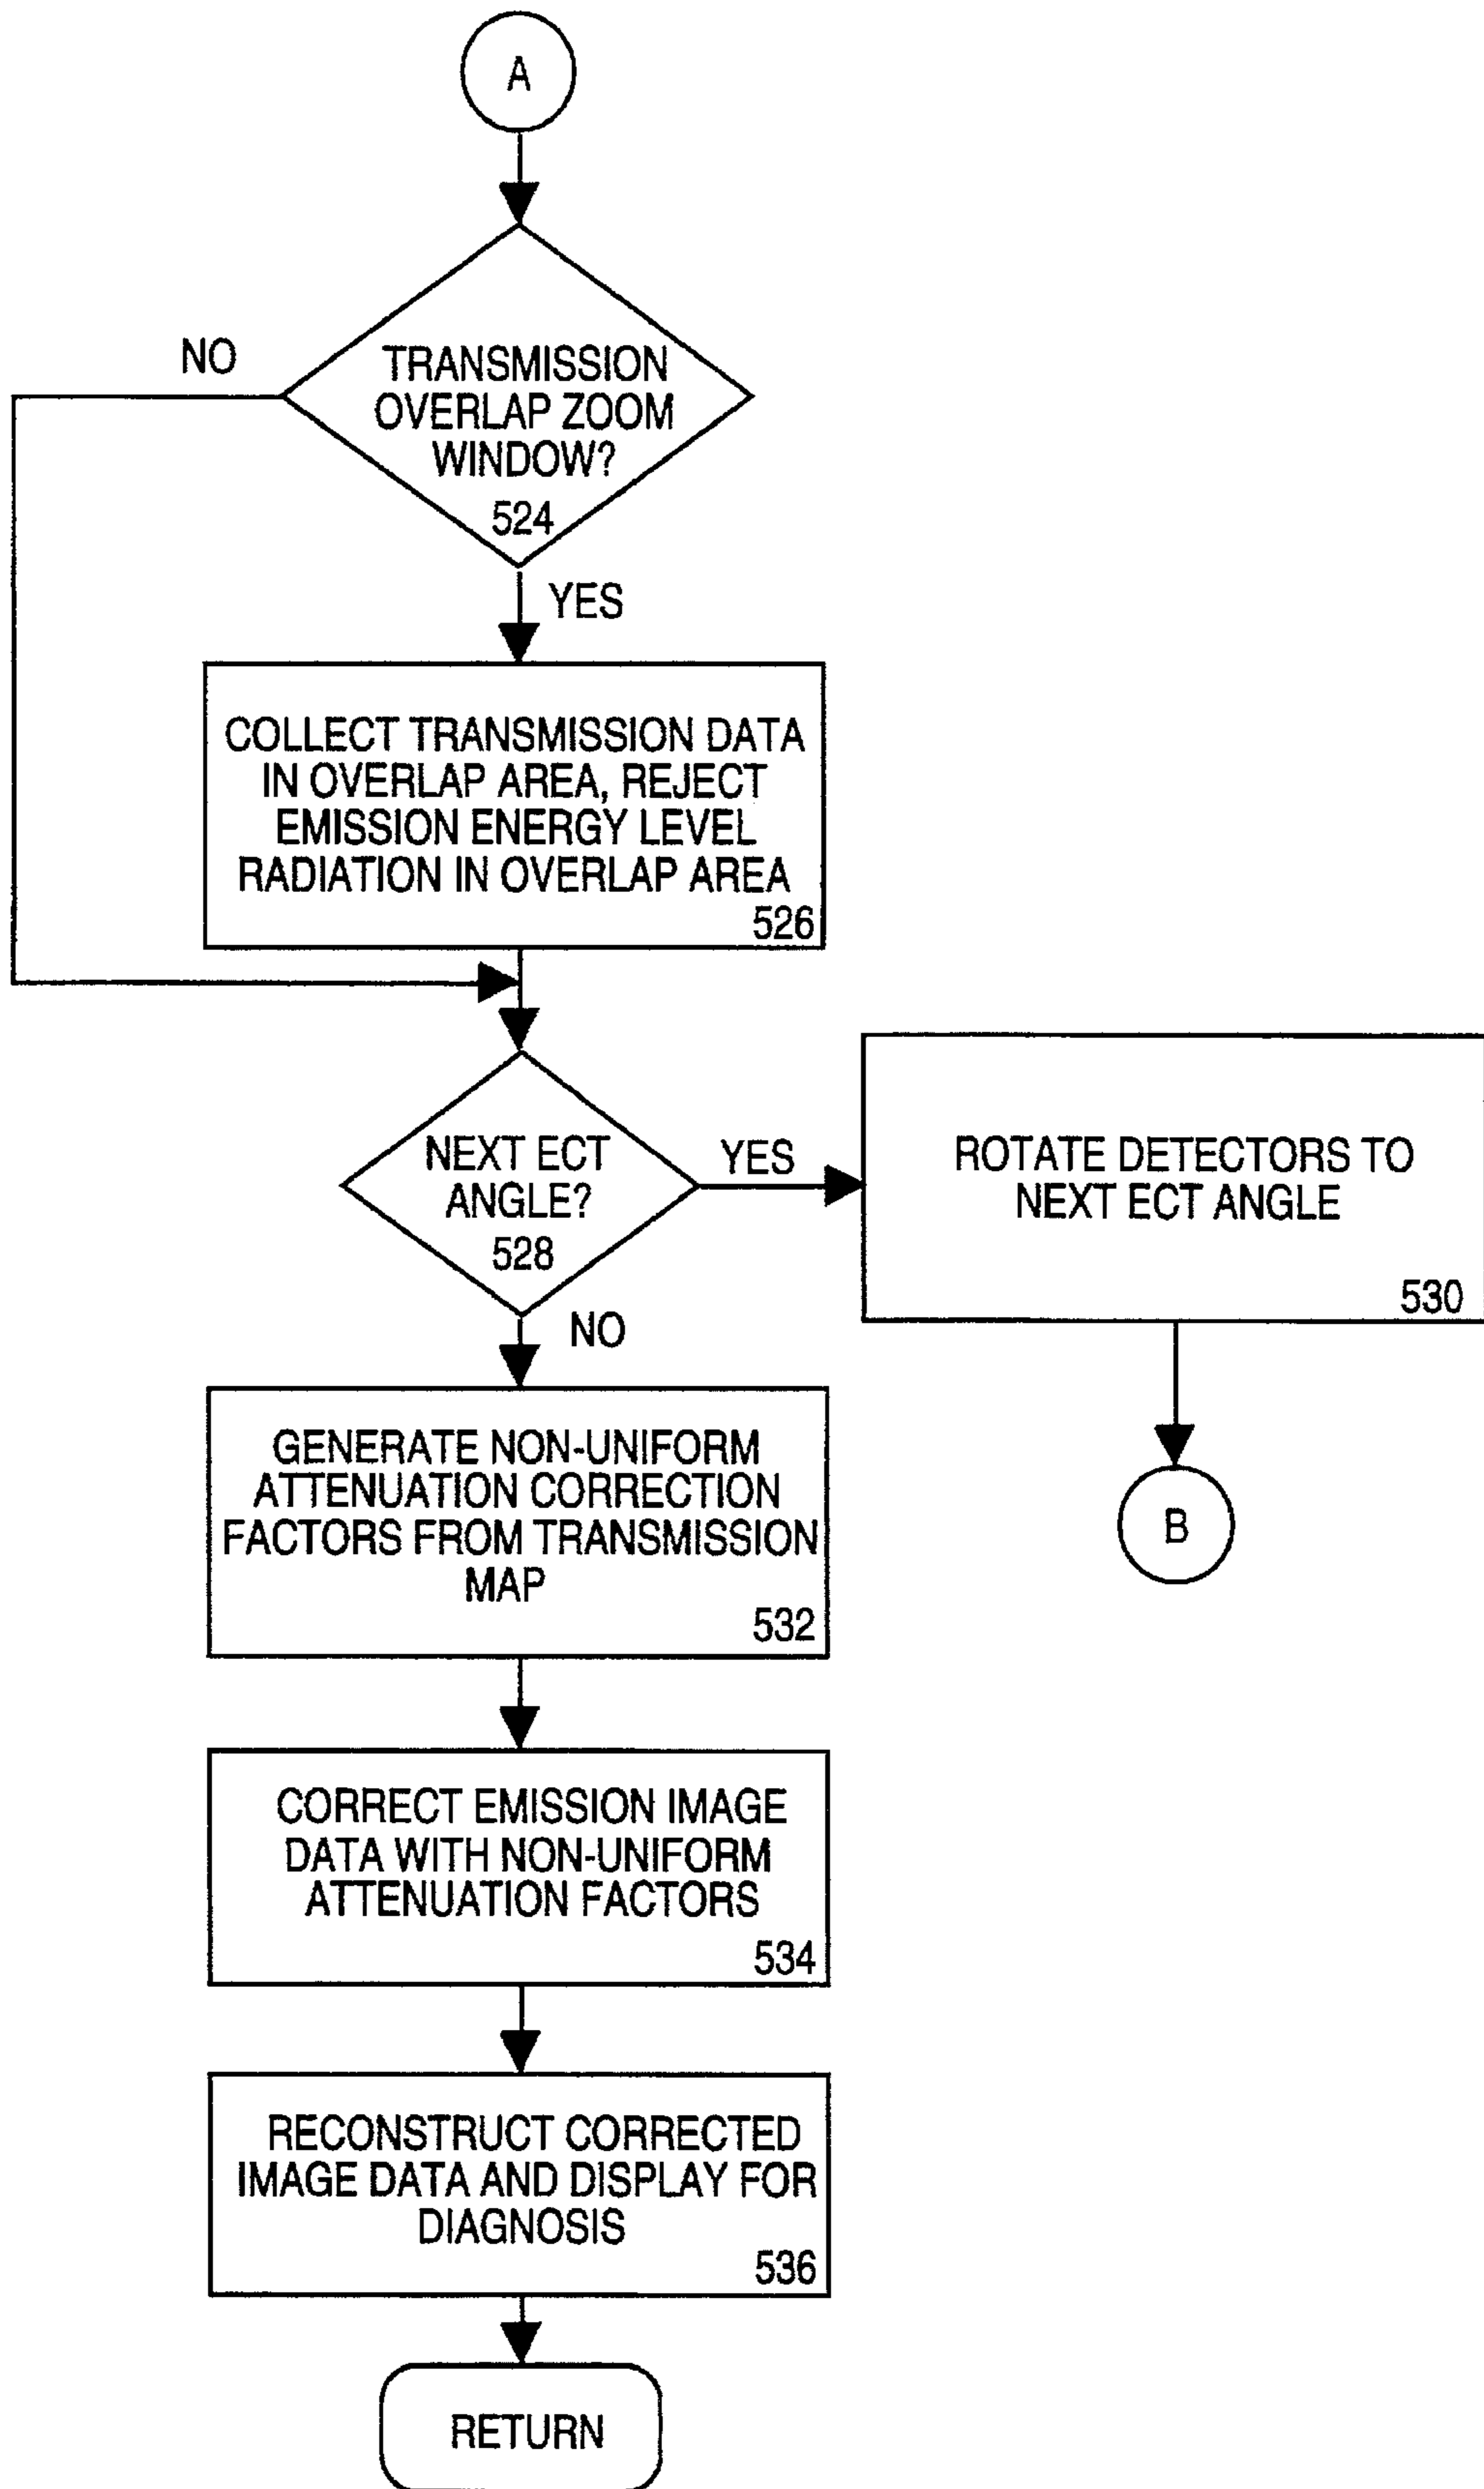 A
NO
TRANSMISSION
OVERLAP ZOOM
WINDOW?
524
YES
COLLECT TRANSMISSION DATA
IN OVERLAP AREA, REJECT
EMISSION ENERGY LEVEL
RADIATION IN OVERLAP AREA
526
NEXT ECT
ANGLE?
528
YES
ROTATE DETECTORS TO
NEXT ECT ANGLE
530
NO
B
GENERATE NON-UNIFORM
ATTENUATION CORRECTION
FACTORS FROM TRANSMISSION
MAP
532
CORRECT EMISSION IMAGE
DATA WITH NON-UNIFORM
ATTENUATION FACTORS
534
RECONSTRUCT CORRECTED
IMAGE DATA AND DISPLAY FOR
DIAGNOSIS
536
RETURN